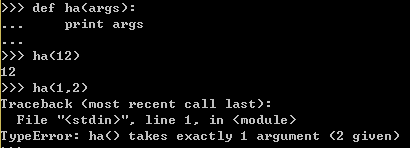 >>> def ha(args):
...     print args
...
>>> ha(12)
12
>>> ha(1,2)
Traceback (most recent call last):
  File "<stdin>", line 1, in <module>
TypeError: ha() takes exactly 1 argument (2 given)